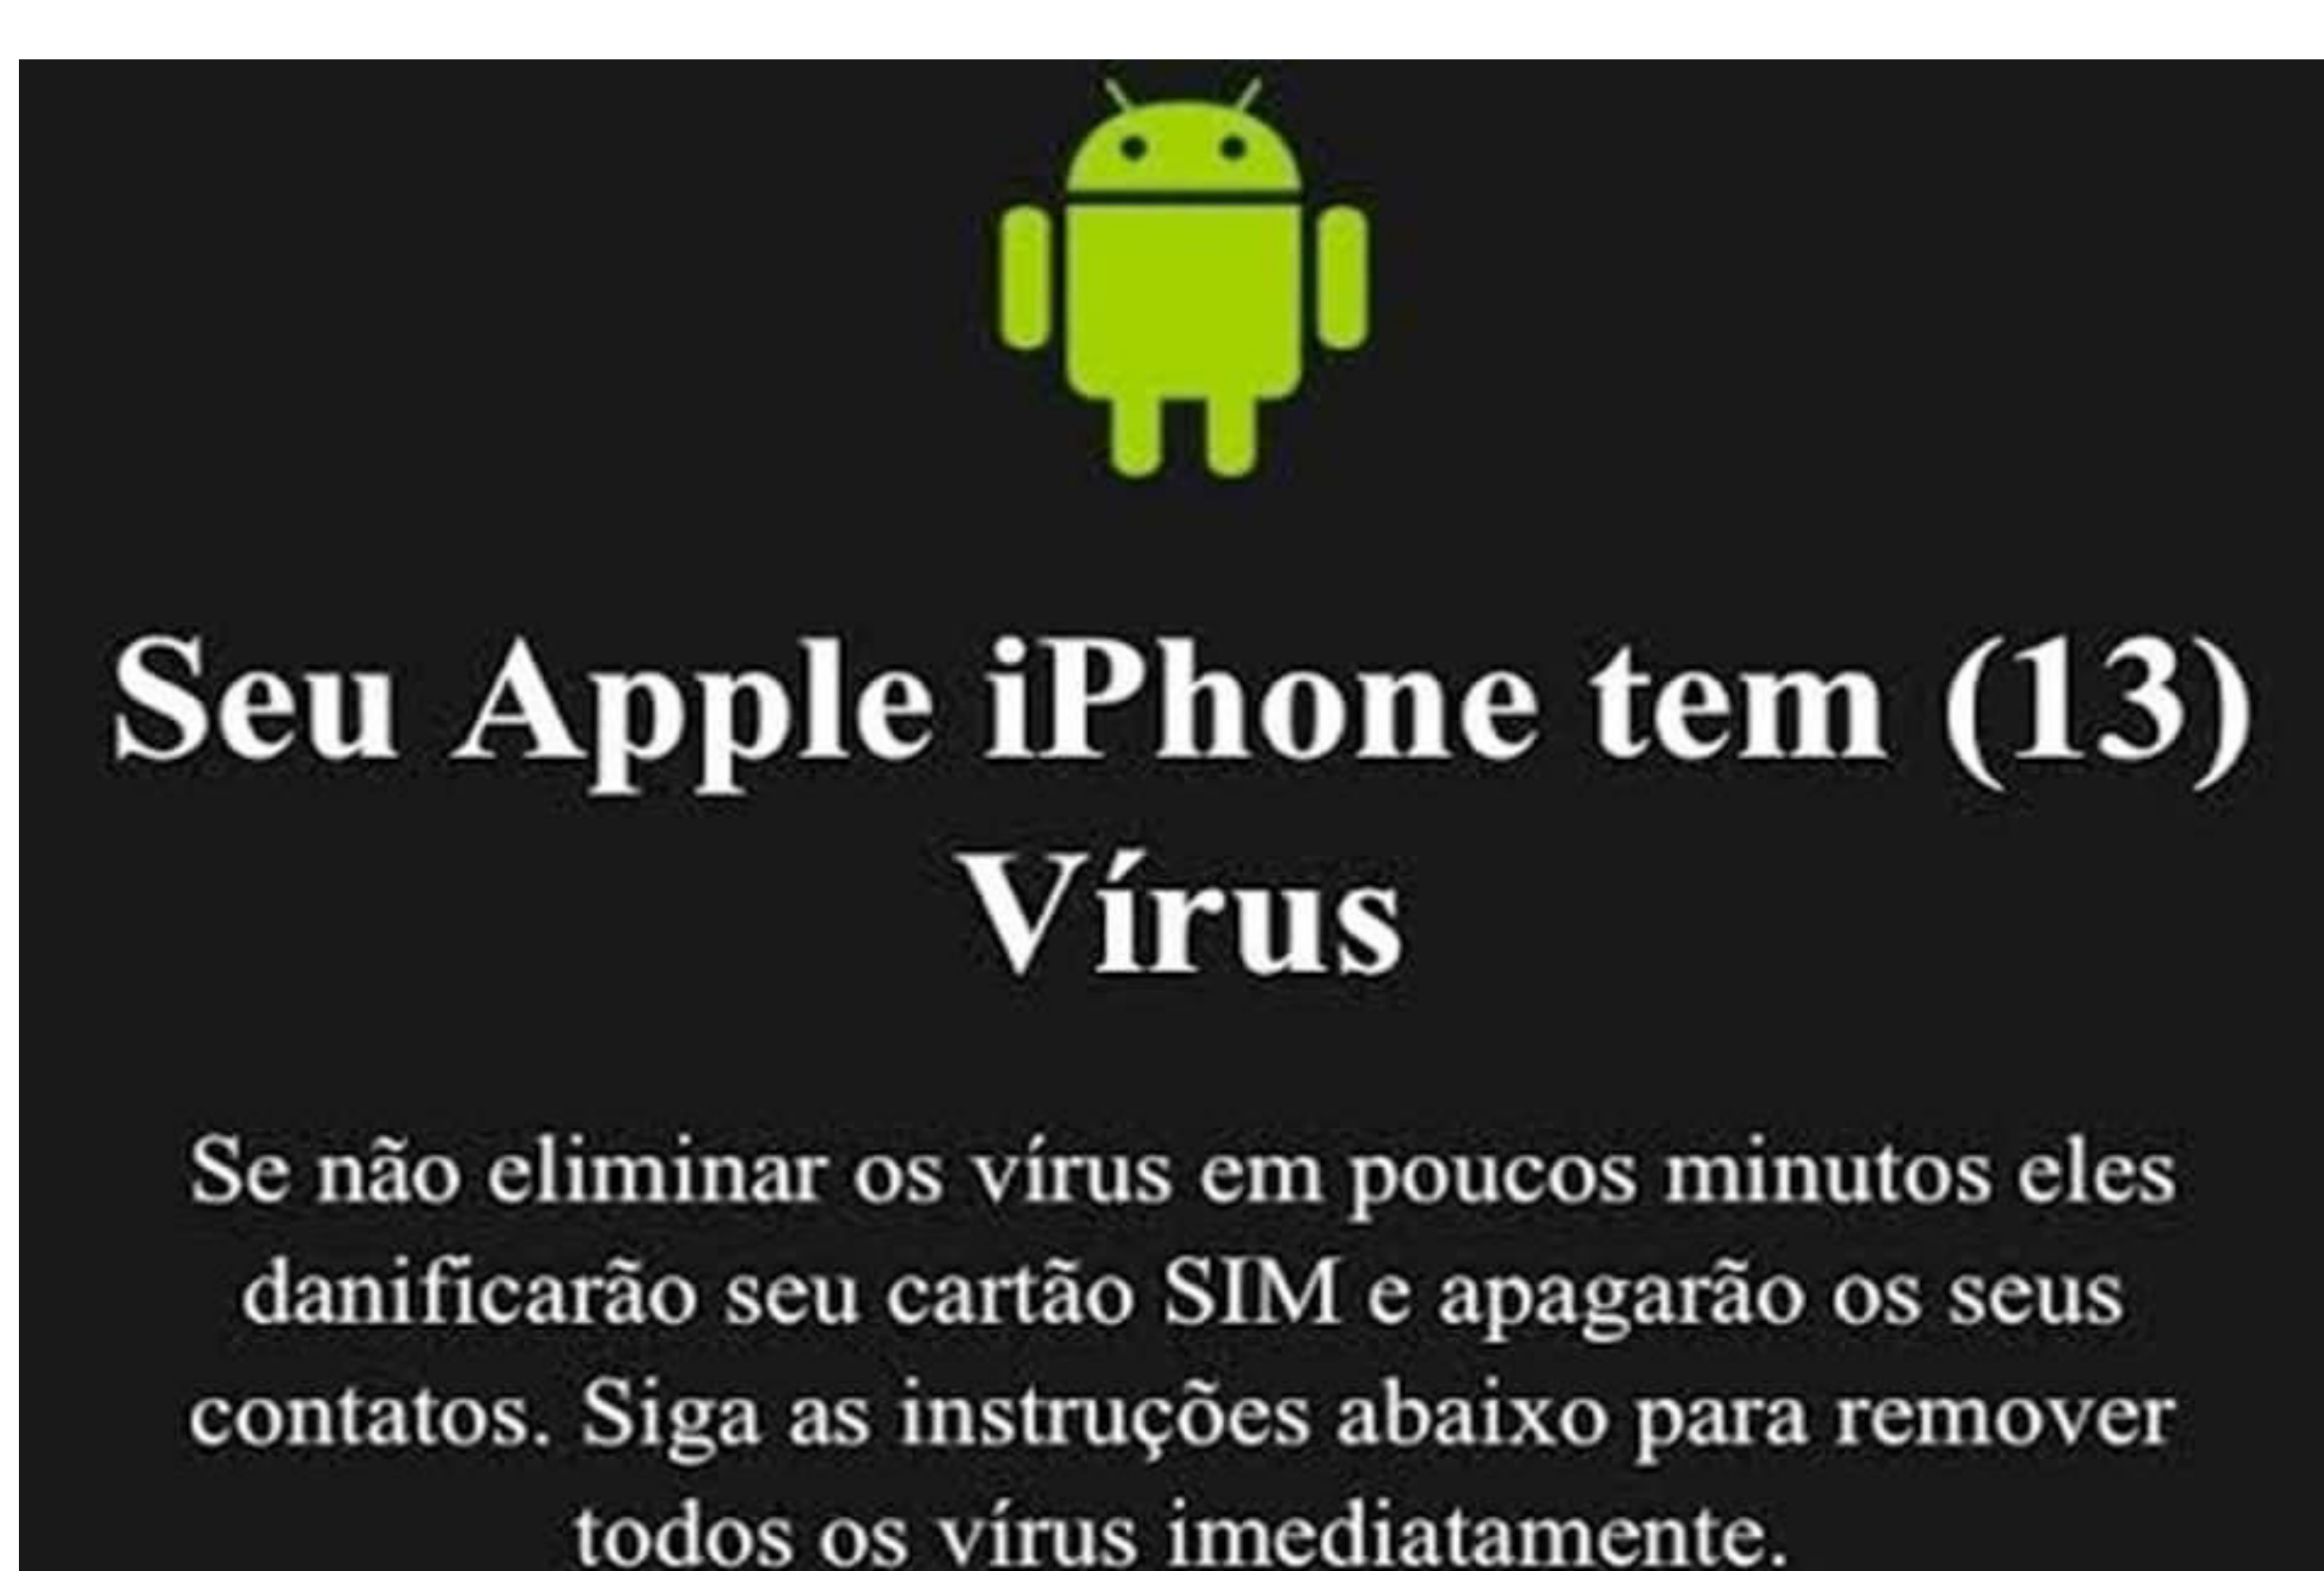 Seu Apple iPhone tem (13)
Vírus
Se não eliminar os vírus em poucos minutos eles
danificarão seu cartão SIM e apagarão os seus
contatos. Siga as instruções abaixo para remover
todos os vírus imediatamente.